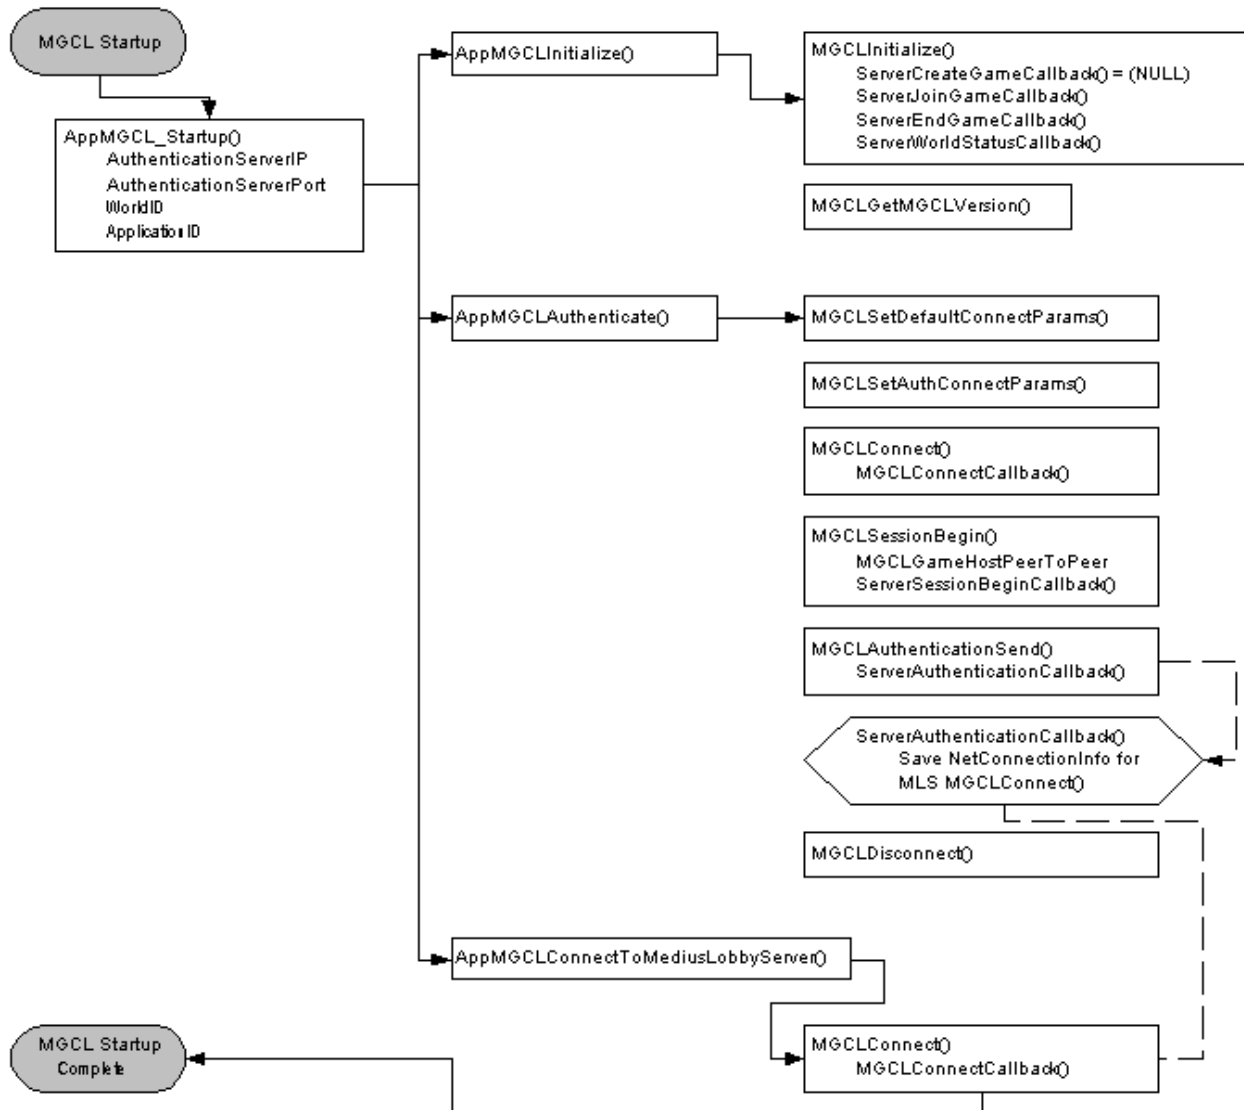 MGCL Startup
AppMGCL_Startup()
AuthenticationServerIP
AuthenticationServerPort
WorldID
ApplicationID
AppMGCLInitialize()
MGCLInitialize()
ServerCreateGameCallback() = (NULL)
ServerJoinGameCallback()
ServerEndGameCallback()
ServerWorldStatusCallback()
MGCLGetMGCLVersion()
AppMGCLAuthenticate()
MGCLSetDefaultConnectParams()
MGCLSetAuthConnectParams()
MGCLConnect()
MGCLConnectCallback()
MGCLSessionBegin()
MGCLGameHostPeerToPeer
ServerSessionBeginCallback()
MGCLAuthenticationSend()
ServerAuthenticationCallback()
ServerAuthenticationCallback()
Save NetConnectionInfo for
MLS MGCLConnect()
MGCLDisconnect()
AppMGCLConnectToMediusLobbyServer()
MGCLConnect()
MGCLConnectCallback()
MGCL Startup
Complete